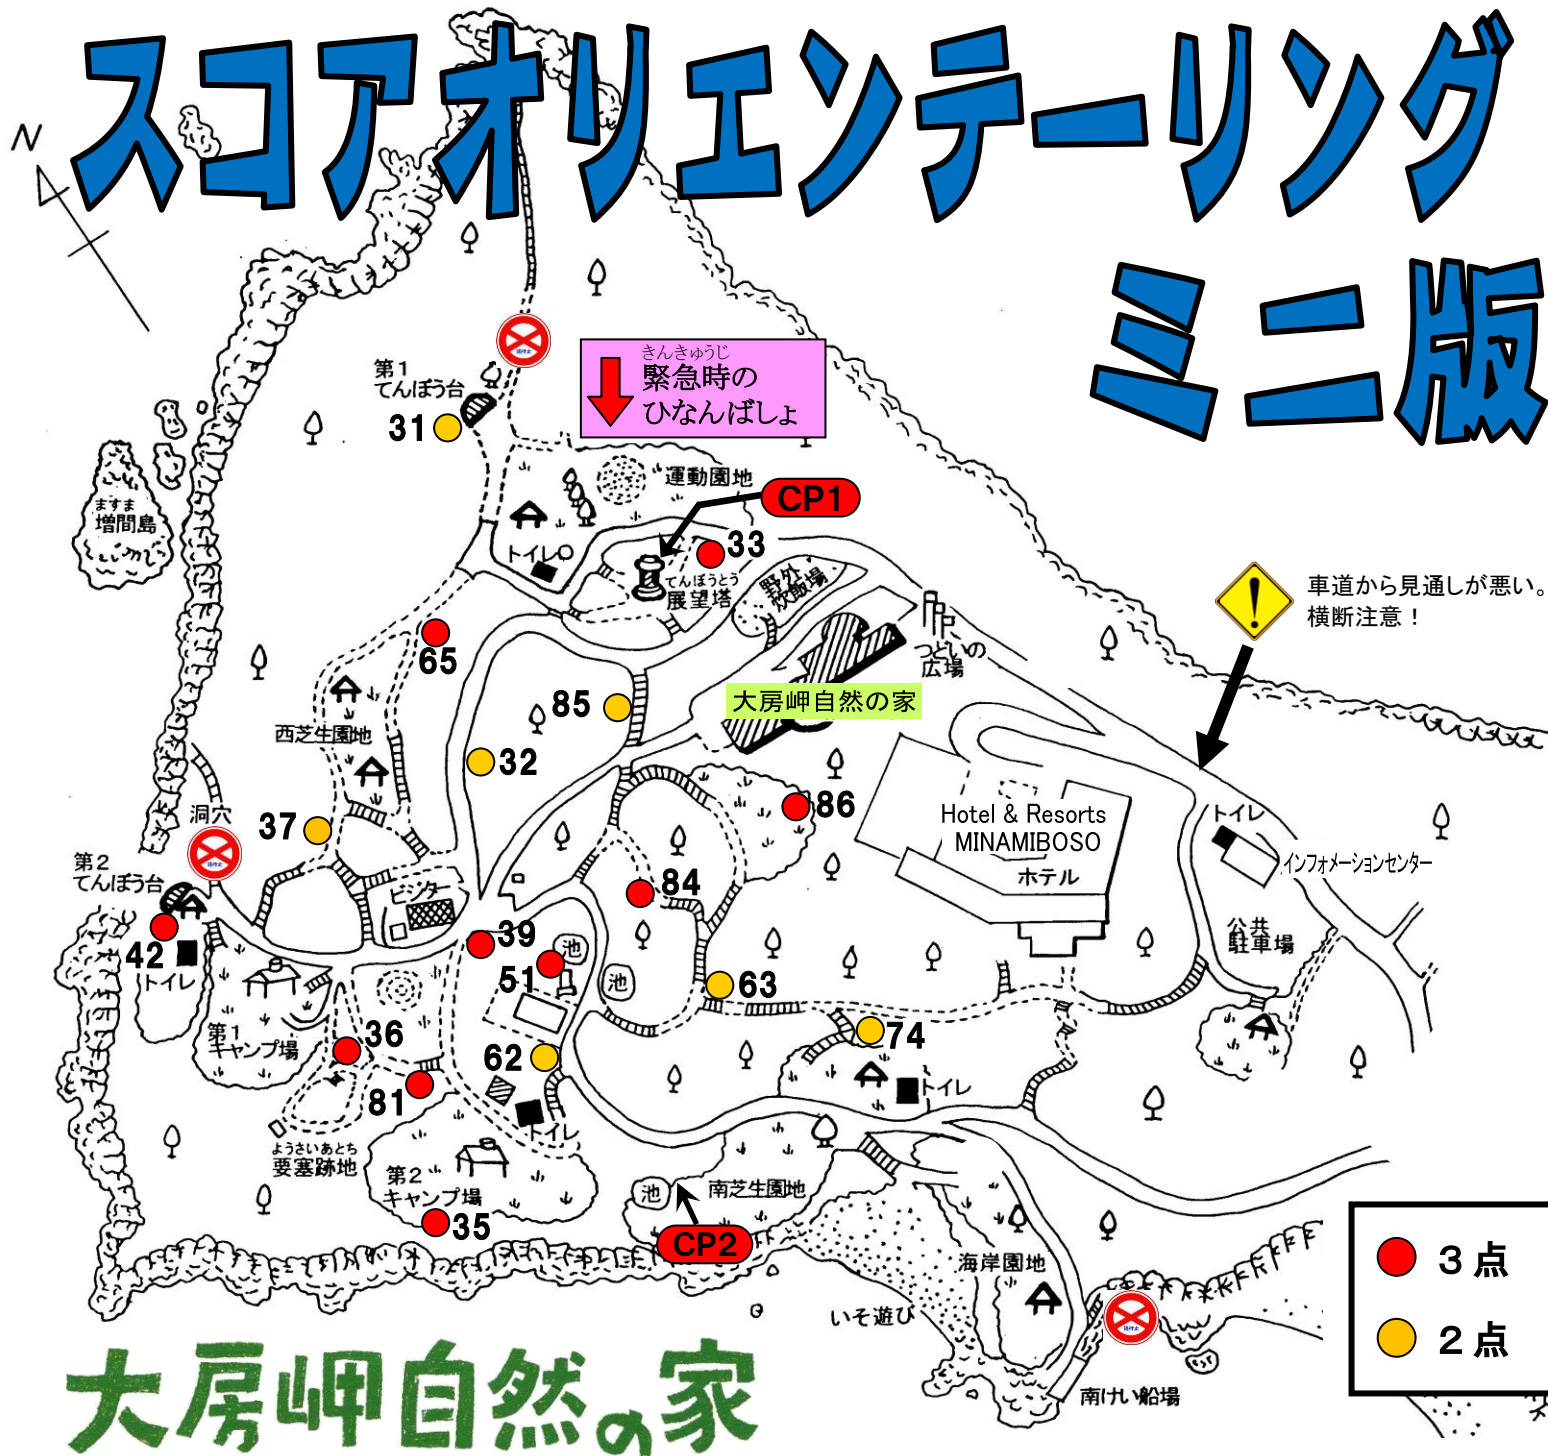 スコアオリエンテーリング
ミニ版
N
きんきゅうじ
緊急時の
ひなんばしょ
第1
てんぼう台
31
運動園地
CP1
ますま
増間島
トイレ
33
てんぼうとう
展望塔
野外
炊飯場
車道から見通しが悪い。
横断注意！
つどいの
広場
65
大房岬自然の家
85
西芝生園地
32
86
Hotel & Resorts
MINAMIBOSO
ホテル
トイレ
インフォメーションセンター
洞穴
37
第2
てんぼう台
84
39
42
トイレ
51
池
池
63
公共
駐車場
第1
キャンプ場
36
62
74
81
トイレ
トイレ
ようさいあとち
要塞跡地
第2
キャンプ場
35
池
南芝生園地
CP2
海岸園地
いそ遊び
南けい船場
3点
2点
大房岬自然の家